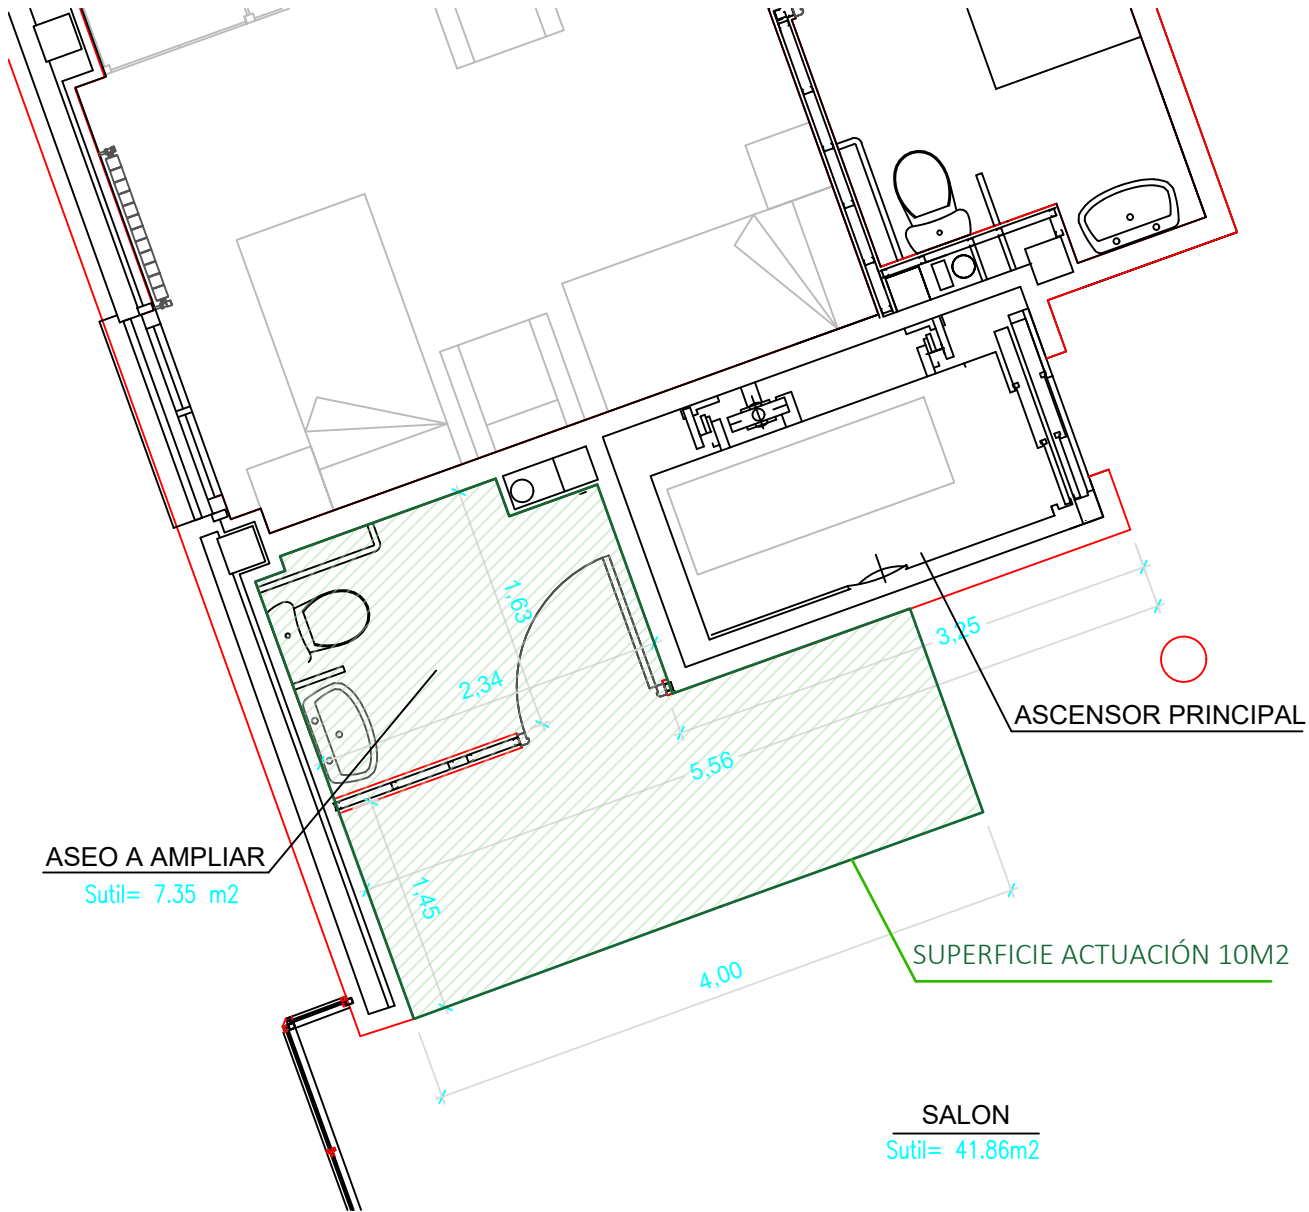 1,63
2,34
3,25
ASCENSOR PRINCIPAL
5,56
ASEO A AMPLIAR
Sutil= 7.35 m2
1,45
SUPERFICIE ACTUACIÓN 10M2
4,00
SALON
Sutil= 41.86m2